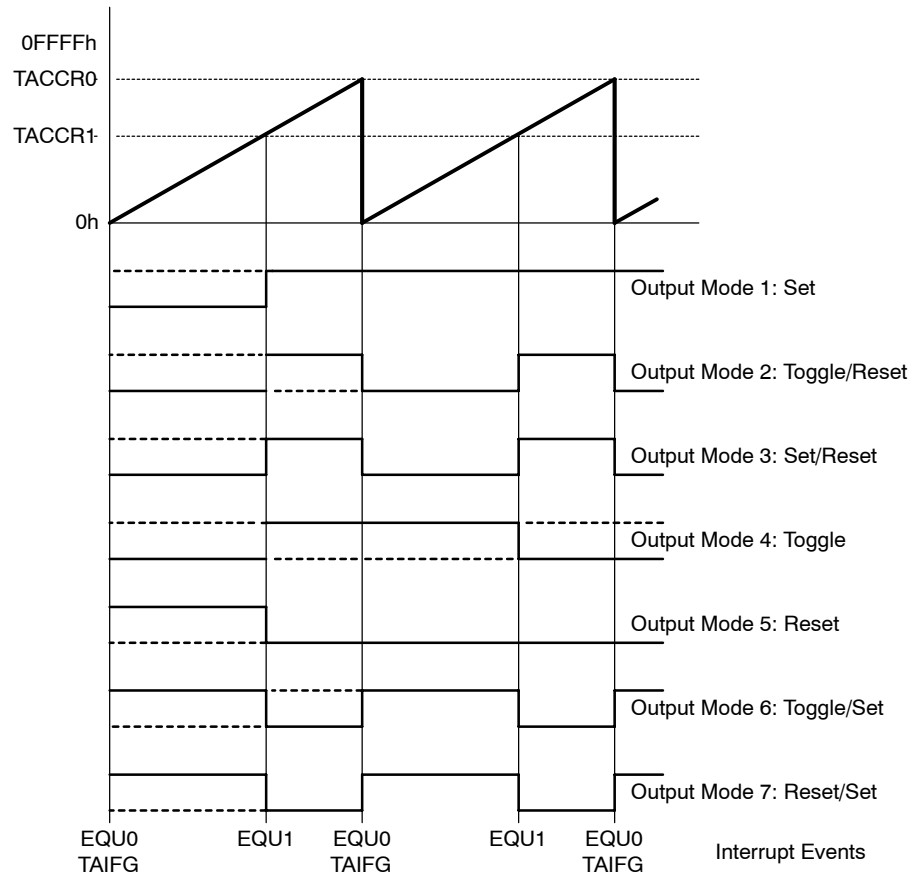 0FFFFh
TACCR0
TACCR1
0h
Output Mode 1: Set
Output Mode 2: Toggle/Reset
Output Mode 3: Set/Reset
Output Mode 4: Toggle
Output Mode 5: Reset
Output Mode 6: Toggle/Set
Output Mode 7: Reset/Set
EQU0 EQU1 EQU0 EQU1 EQU0
TAIFG TAIFG TAIFG
Interrupt Events